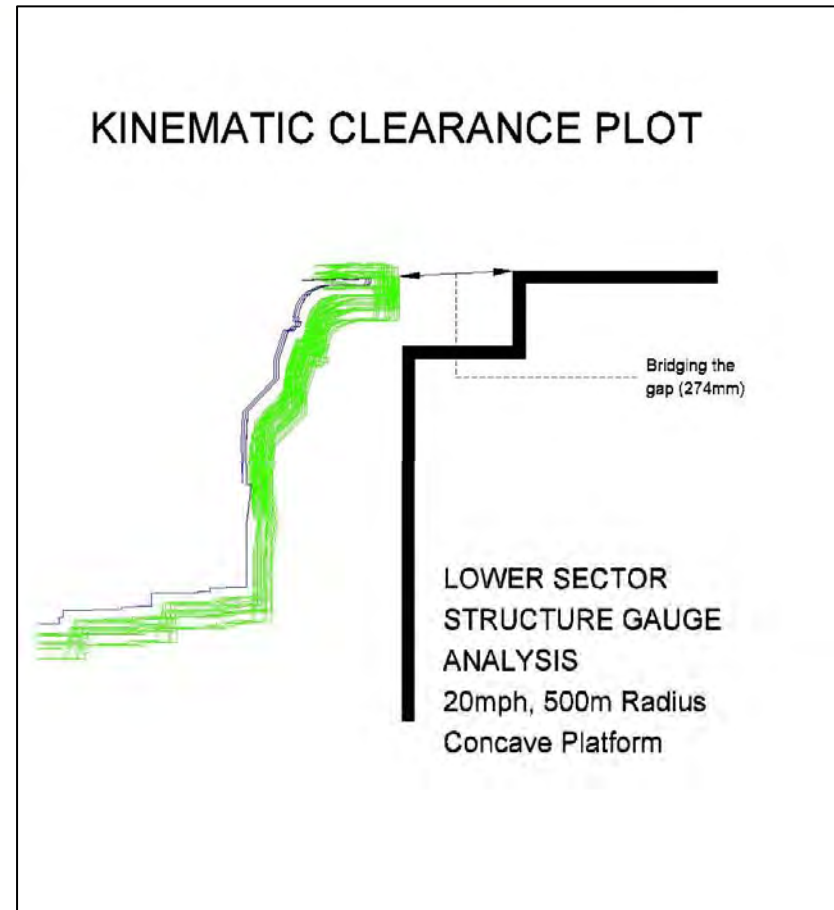 KINEMATIC CLEARANCE PLOT
Bridging the
gap (274mm)
LOWER SECTOR
STRUCTURE GAUGE
ANALYSIS
20mph, 500m Radius
Concave Platform